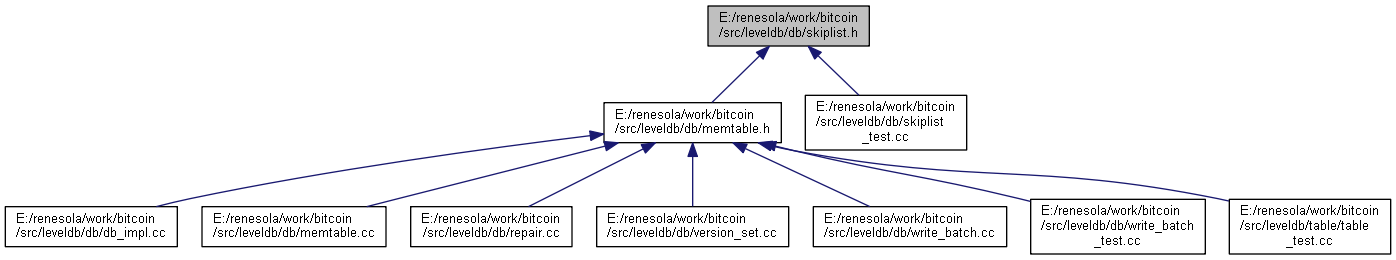 E:/renesola/work/bitcoin
/src/leveldb/db/skiplist.h
E:/renesola/work/bitcoin
/src/leveldb/db/memtable.h
E:/renesola/work/bitcoin
/src/leveldb/db/skiplist
_test.cc
E:/renesola/work/bitcoin
/src/leveldb/db/db_impl.cc
E:/renesola/work/bitcoin
/src/leveldb/db/memtable.cc
E:/renesola/work/bitcoin
/src/leveldb/db/repair.cc
E:/renesola/work/bitcoin
/src/leveldb/db/version_set.cc
E:/renesola/work/bitcoin
/src/leveldb/db/write_batch.cc
E:/renesola/work/bitcoin
/src/leveldb/db/write_batch
_test.cc
E:/renesola/work/bitcoin
/src/leveldb/table/table
_test.cc